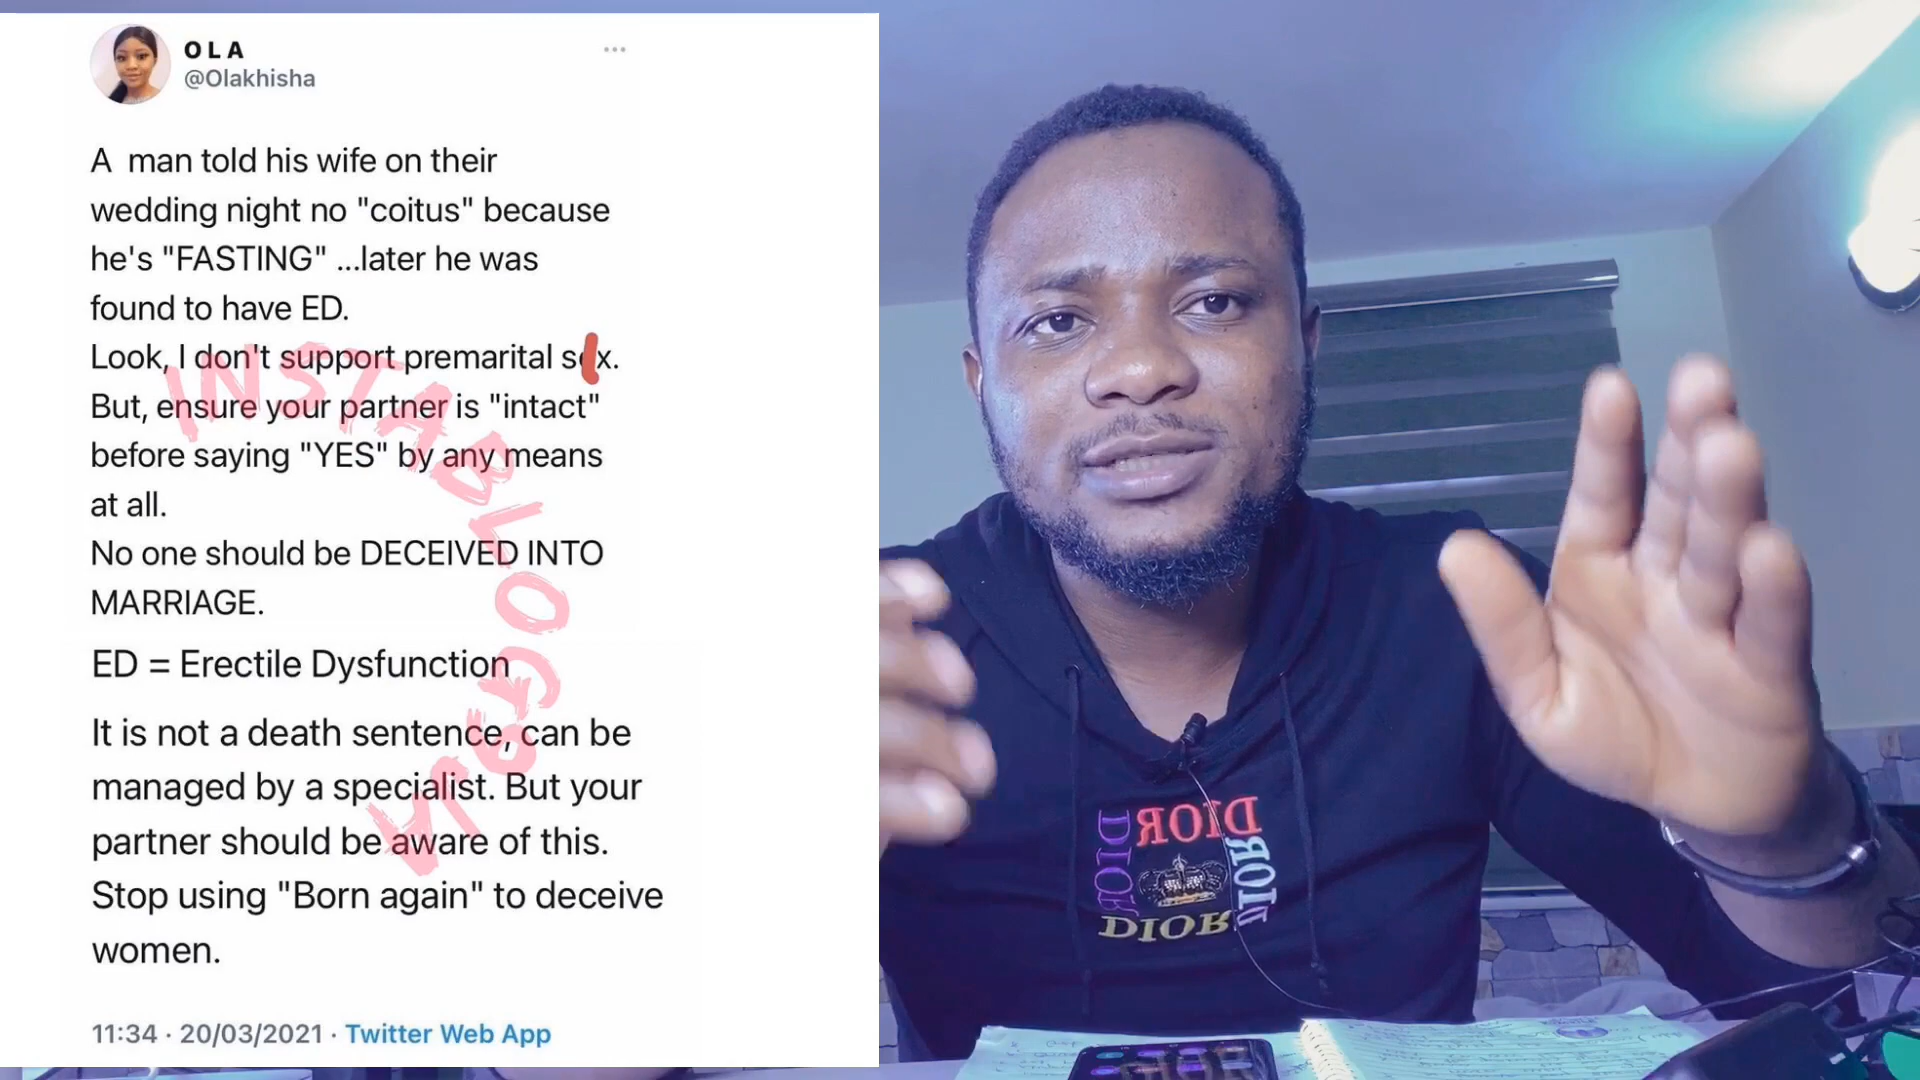 OLA
@Olakhisha
A man told his wife on their
wedding night no "coitus" because
he's "FASTING" ...later he was
found to have ED.
Look, I don't support premarital sex.
But, ensure your partner is "intact"
before saying "YES" by any means
at all.
No one should be DECEIVED INTO
MARRIAGE.
ED = Erectile Dysfunction
It is not a death sentence, can be
managed by a specialist. But your
partner should be aware of this.
Stop using "Born again" to deceive
women.
11:34 · 20/03/2021 · Twitter Web App
INSTABLOG9JA
DIOR
DIOR
DIOR
DIOR